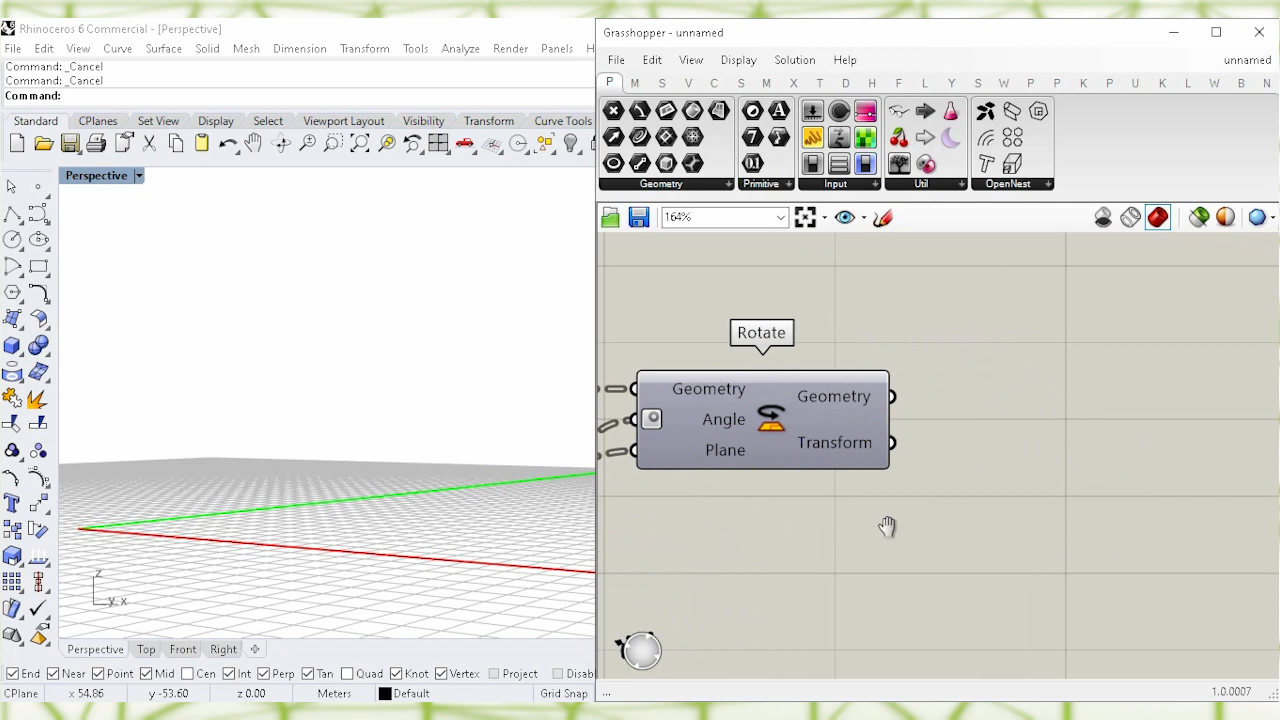 Rhinoceros 6 Commercial - [Perspective]
File Edit View Curve Surface Solid Mesh Dimension Transform Tools Analyze Render Panels H
Command: _Cancel
Command: _Cancel
Command:
Standard CPlanes Set View Display Select Viewport Layout Visibility Transform Curve Tools
Perspective
z
y x
Perspective Top Front Right
End Near Point Mid Cen Int Perp Tan Quad Knot Vertex Project Disab
CPlane x 54.86 y -53.60 z 0.00 Meters Default Grid Snap
Grasshopper - unnamed
File Edit View Display Solution Help unnamed
P M S V C S M X T D H F L Y S W P P U K L W B N
Geometry Primitive Input Util OpenNest
164%
Rotate
Geometry
Angle
Plane
Geometry
Transform
...
1.0.0007